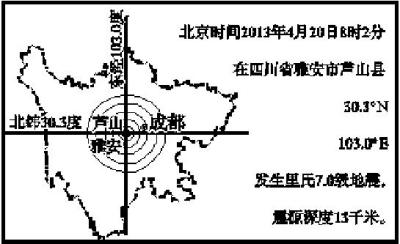 东经103.0度
北纬30.3度
芦山
成都
雅安
北京时间2013年4月20日8时2分
在四川省雅安市芦山县
30.3°N
103.0°E
发生里氏7.0级地震，
震源深度13千米。